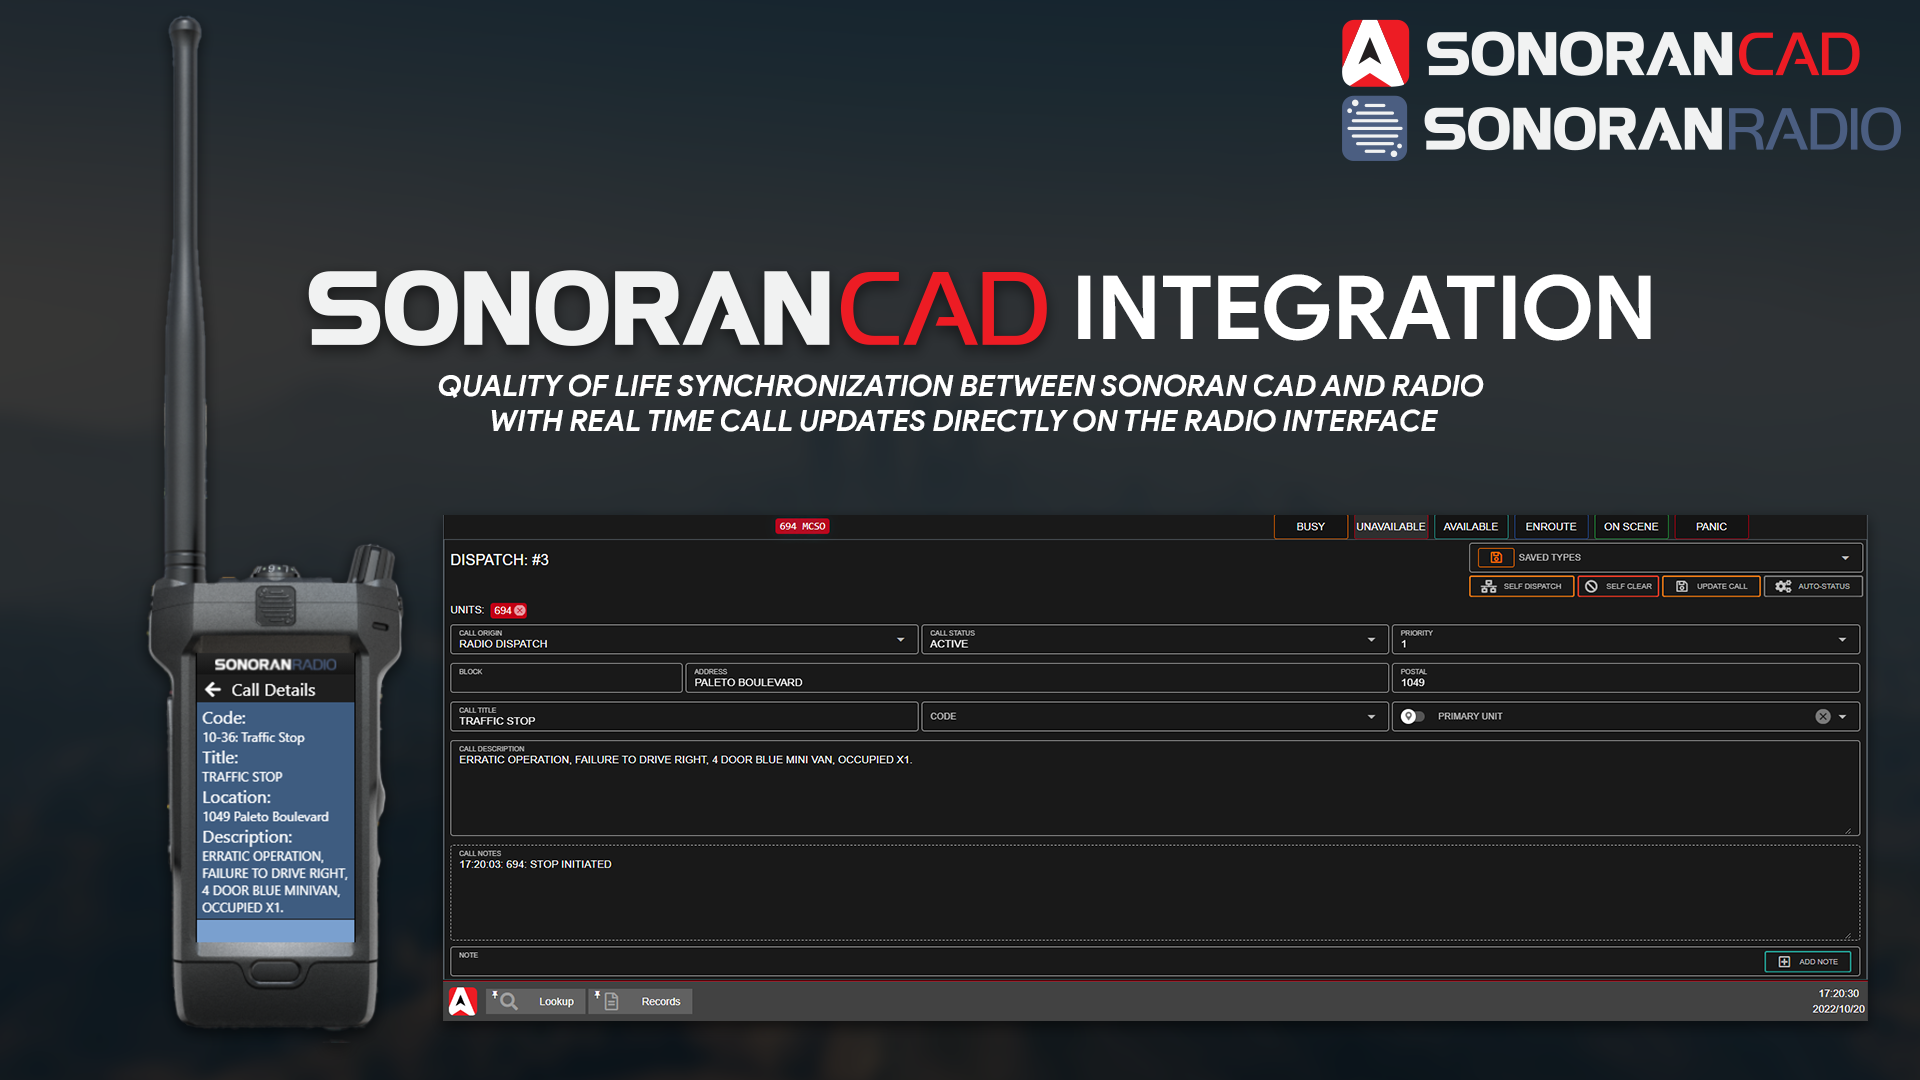 SONORANCAD
SONORANRADIO
SONORANCAD INTEGRATION
QUALITY OF LIFE SYNCHRONIZATION BETWEEN SONORAN CAD AND RADIO
WITH REAL TIME CALL UPDATES DIRECTLY ON THE RADIO INTERFACE
SONORANRADIO
Call Details
Code:
10-36: Traffic Stop
Title:
TRAFFIC STOP
Location:
1049 Paleto Boulevard
Description:
ERRATIC OPERATION,
FAILURE TO DRIVE RIGHT,
4 DOOR BLUE MINIVAN,
OCCUPIED X1.
694 MCSO
BUSY UNAVAILABLE AVAILABLE ENROUTE ON SCENE PANIC
DISPATCH: #3
SAVED TYPES
SELF DISPATCH SELF CLEAR UPDATE CALL AUTO-STATUS
UNITS: 694
CALL ORIGIN CALL STATUS PRIORITY
RADIO DISPATCH ACTIVE 1
BLOCK ADDRESS POSTAL
PALETO BOULEVARD 1049
CALL TITLE
TRAFFIC STOP CODE PRIMARY UNIT
CALL DESCRIPTION
ERRATIC OPERATION, FAILURE TO DRIVE RIGHT, 4 DOOR BLUE MINI VAN, OCCUPIED X1.
CALL NOTES
17:20:03: 694: STOP INITIATED
NOTE
ADD NOTE
Lookup Records
17:20:30
2022/10/20